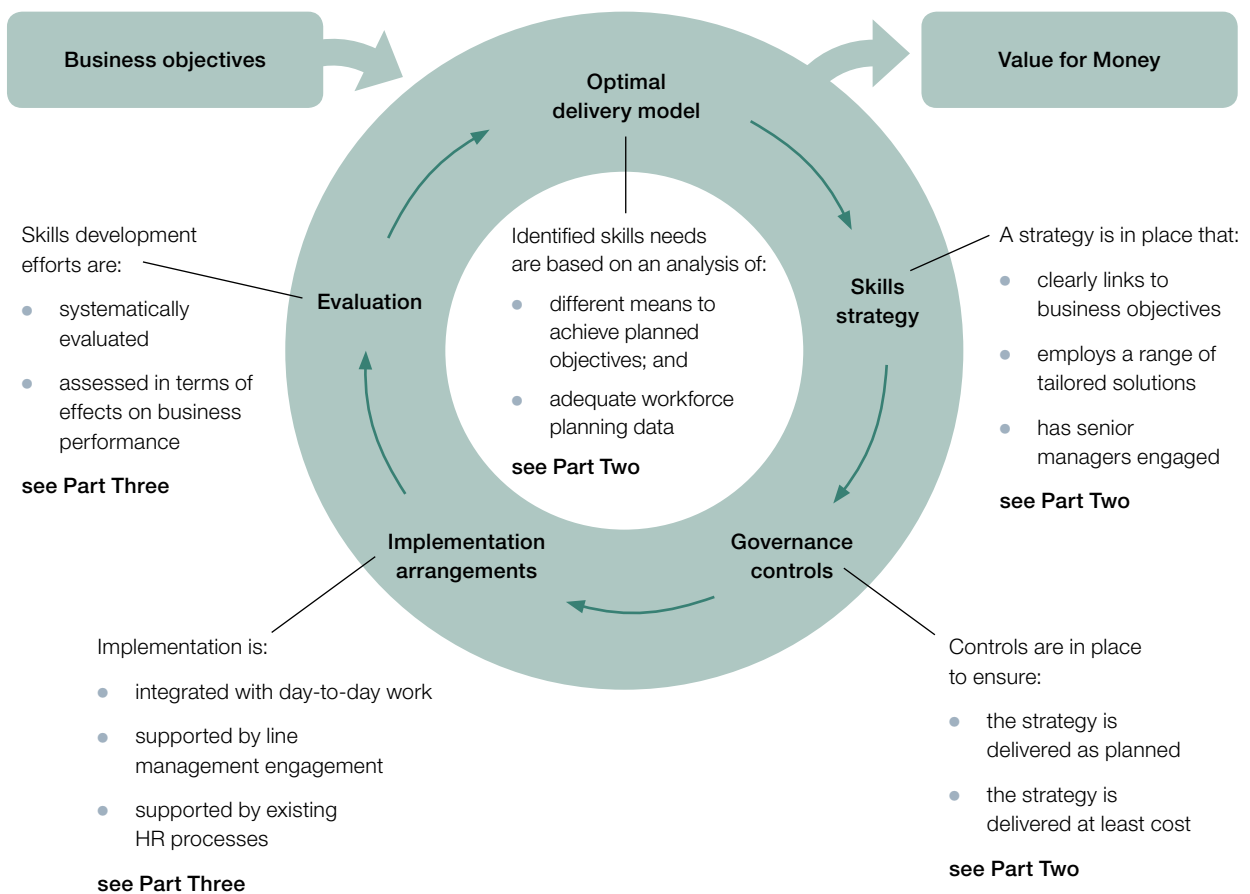 Business objectives
Value for Money
Optimal
delivery model
Identified skills needs
are based on an analysis of:
different means to
achieve planned
objectives; and
adequate workforce
planning data
see Part Two
Skills
strategy
A strategy is in place that:
clearly links to
business objectives
employs a range of
tailored solutions
has senior
managers engaged
see Part Two
Governance
controls
Controls are in place
to ensure:
the strategy is
delivered as planned
the strategy is
delivered at least cost
see Part Two
Implementation
arrangements
Implementation is:
integrated with day-to-day work
supported by line
management engagement
supported by existing
HR processes
see Part Three
Evaluation
Skills development
efforts are:
systematically
evaluated
assessed in terms of
effects on business
performance
see Part Three